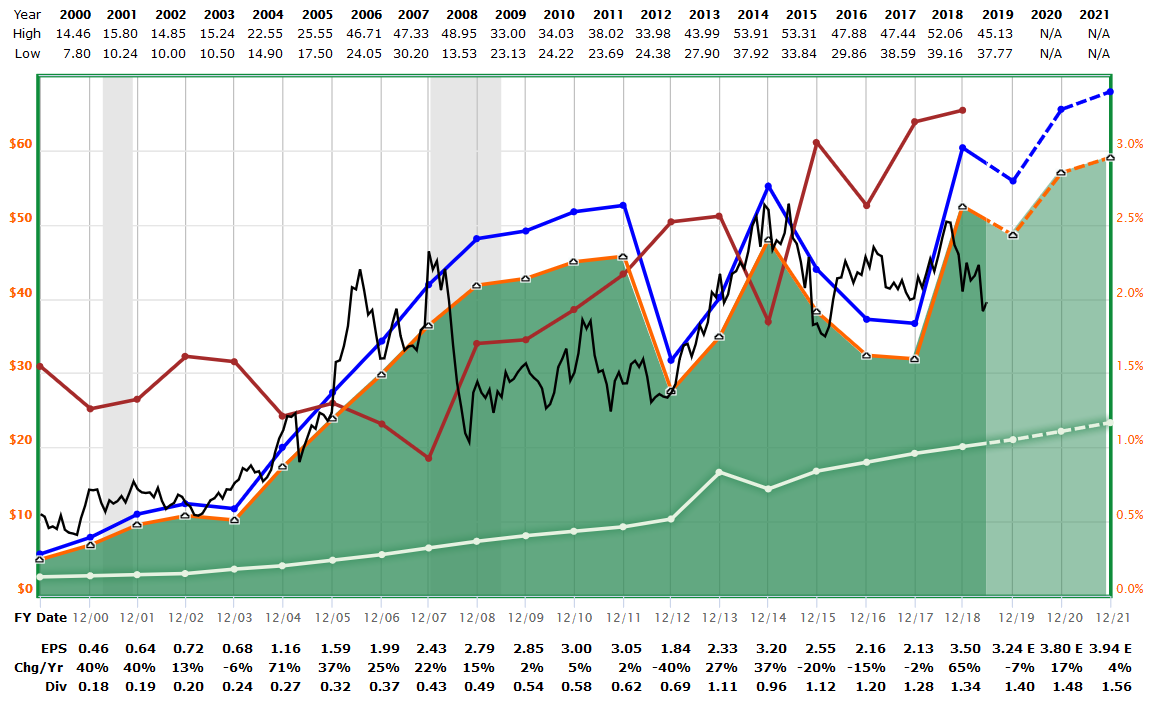 Year 2000 2001 2002 2003 2004 2005 2006 2007 2008 2009 2010 2011 2012 2013 2014 2015 2016 2017 2018 2019 2020 2021
High 14.46 15.80 14.85 15.24 22.55 25.55 46.71 47.33 48.95 33.00 34.03 38.02 33.98 43.99 53.91 53.31 47.88 47.44 52.06 45.13 N/A N/A
Low 7.80 10.24 10.00 10.50 14.90 17.50 24.05 30.20 13.53 23.13 24.22 23.69 24.38 27.90 37.92 33.84 29.86 38.59 39.16 37.77 N/A N/A
$60 3.0%
$50 2.5%
$40 2.0%
$30 1.5%
$20 1.0%
$10 0.5%
$0 0.0%
FY Date 12/00 12/01 12/02 12/03 12/04 12/05 12/06 12/07 12/08 12/09 12/10 12/11 12/12 12/13 12/14 12/15 12/16 12/17 12/18 12/19 12/20 12/21
EPS 0.46 0.64 0.72 0.68 1.16 1.59 1.99 2.43 2.79 2.85 3.00 3.05 1.84 2.33 3.20 2.55 2.16 2.13 3.50 3.24 E 3.80 E 3.94 E
Chg/Yr 40% 40% 13% -6% 71% 37% 25% 22% 15% 2% 5% 2% -40% 27% 37% -20% -15% -2% 65% -7% 17% 4%
Div 0.18 0.19 0.20 0.24 0.27 0.32 0.37 0.43 0.49 0.54 0.58 0.62 0.69 1.11 0.96 1.12 1.20 1.28 1.34 1.40 1.48 1.56